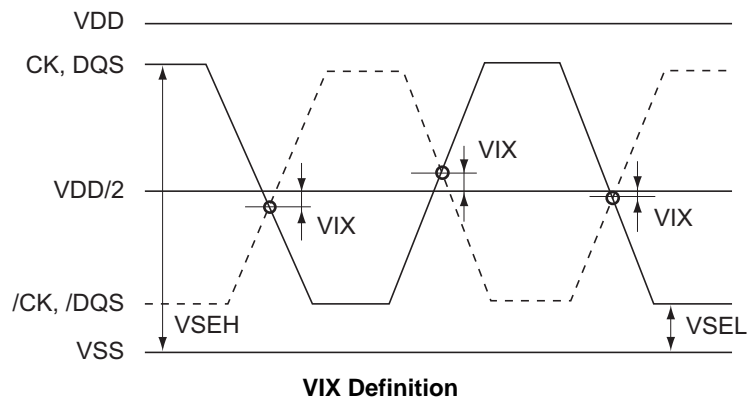 VDD
CK, DQS
VIX
VDD/2
VIX
VIX
/CK, /DQS
VSEH
VSEL
VSS
VIX Definition